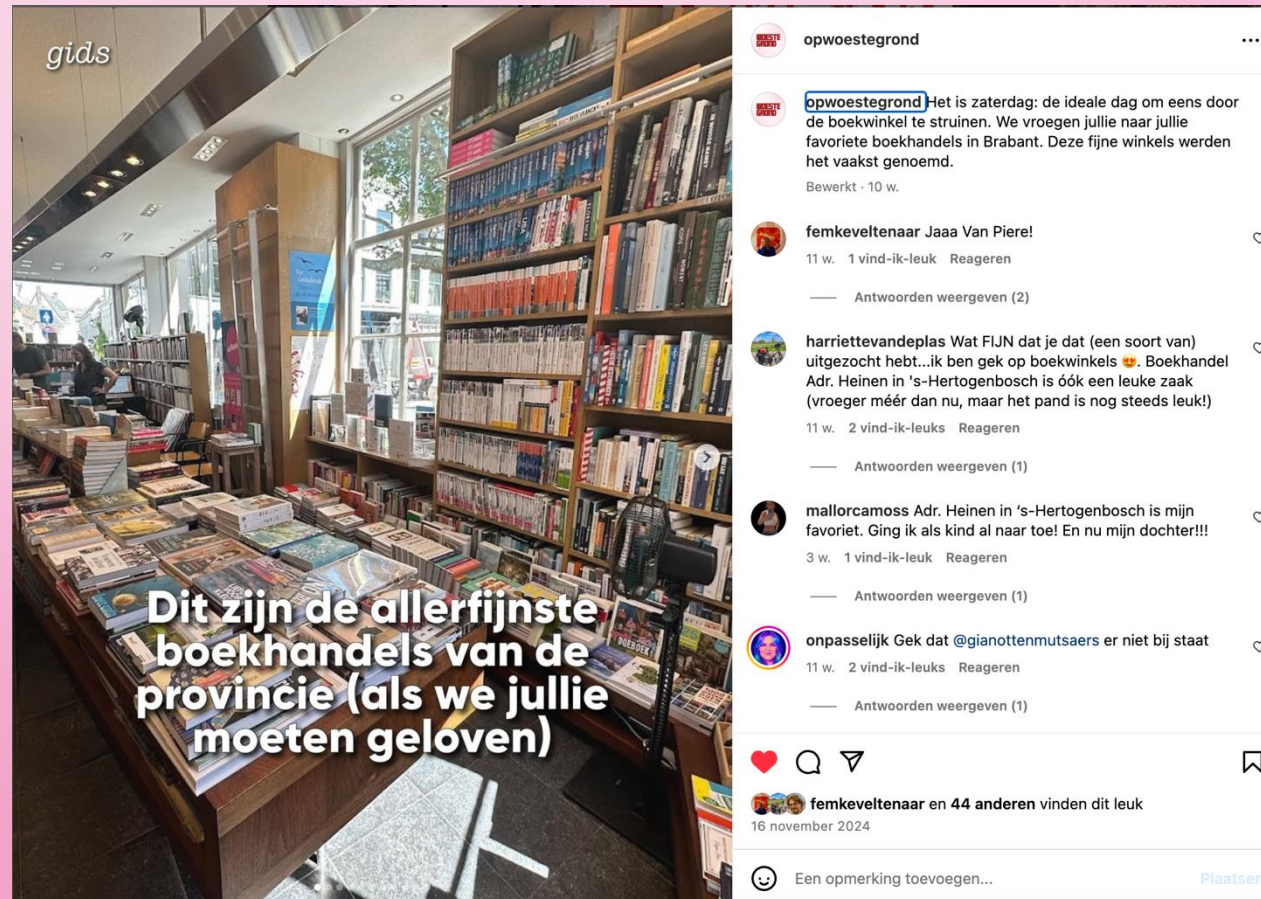 gids
Dit zijn de allerfijnste
boekhandels van de
provincie (als we jullie
moeten geloven)
WOESTE
GROND
opwoestegrond
WOESTE
GROND
opwoestegrond Het is zaterdag: de ideale dag om eens door
de boekwinkel te struinen. We vroegen jullie naar jullie
favoriete boekhandels in Brabant. Deze fijne winkels werden
het vaakst genoemd.
Bewerkt · 10 w.
femkeveltenaar Jaaa Van Piere!
11 w. 1 vind-ik-leuk Reageren
Antwoorden weergeven (2)
harriettevandeplas Wat FIJN dat je dat (een soort van)
uitgezocht hebt...ik ben gek op boekwinkels 😍. Boekhandel
Adr. Heinen in 's-Hertogenbosch is óók een leuke zaak
(vroeger méér dan nu, maar het pand is nog steeds leuk!)
11 w. 2 vind-ik-leuks Reageren
Antwoorden weergeven (1)
mallorcamoss Adr. Heinen in ‘s-Hertogenbosch is mijn
favoriet. Ging ik als kind al naar toe! En nu mijn dochter!!!
3 w. 1 vind-ik-leuk Reageren
Antwoorden weergeven (1)
onpasselijk Gek dat @gianottenmutsaers er niet bij staat
11 w. 2 vind-ik-leuks Reageren
Antwoorden weergeven (1)
femkeveltenaar en 44 anderen vinden dit leuk
16 november 2024
Een opmerking toevoegen...
Plaatsen